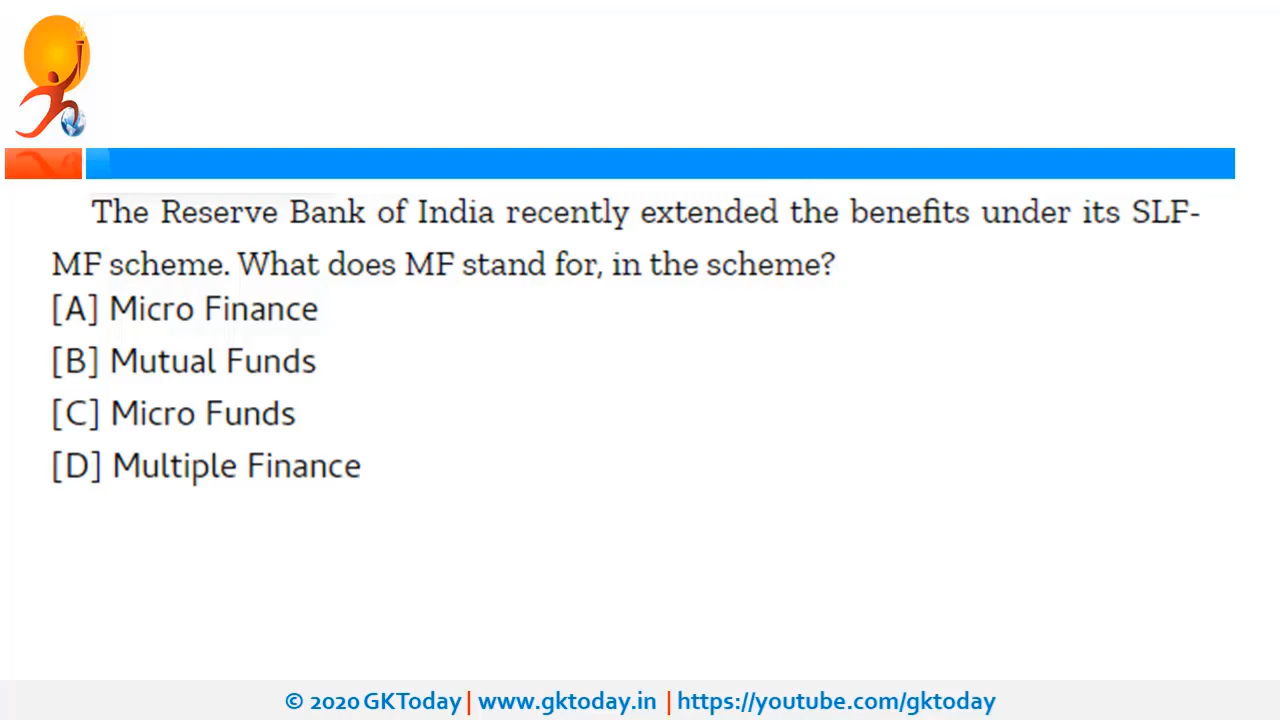 The Reserve Bank of India recently extended the benefits under its SLF-
MF scheme. What does MF stand for, in the scheme?
[A] Micro Finance
[B] Mutual Funds
[C] Micro Funds
[D] Multiple Finance
© 2020 GKToday | www.gktoday.in | https://youtube.com/gktoday